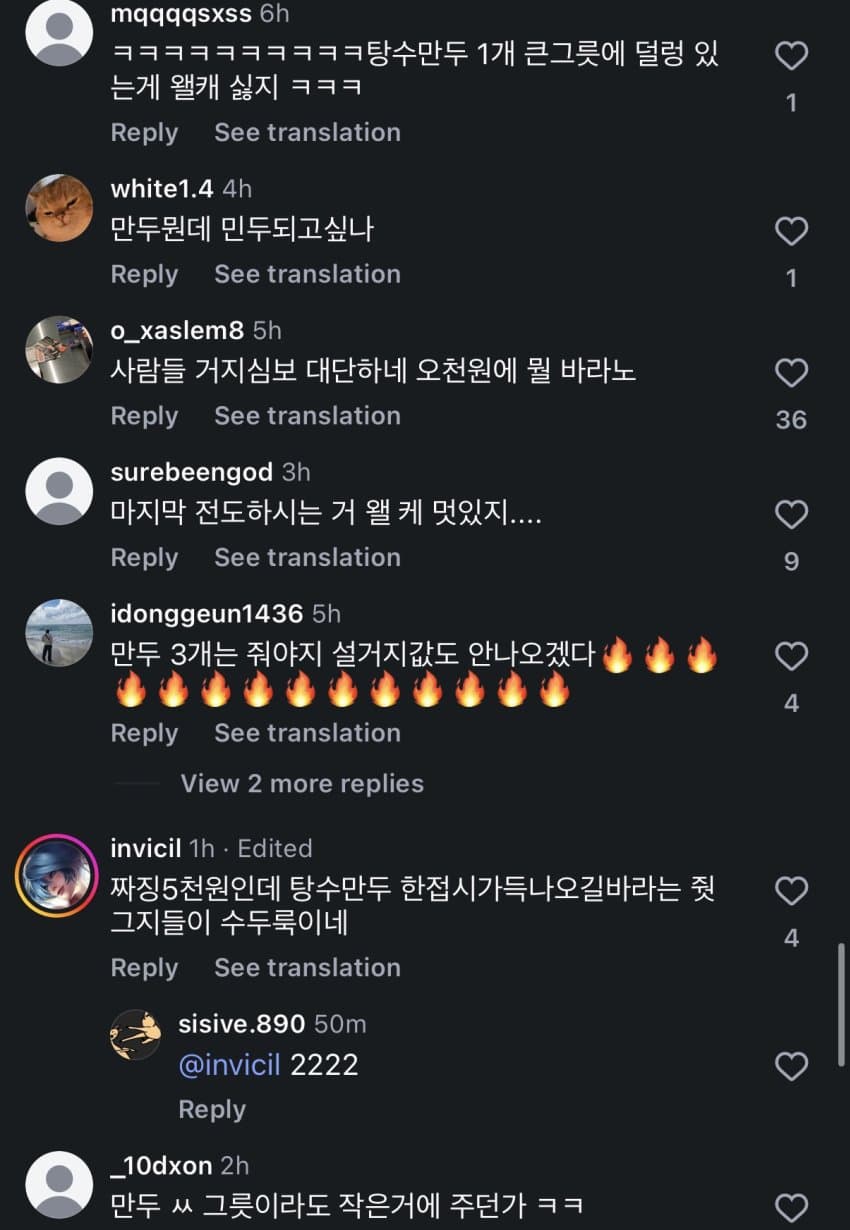 mqqqqsxss 6h
ㅋㅋㅋㅋㅋㅋㅋㅋㅋㅋ탕수만두 1개 큰그릇에 덜렁 있
는게 왤캐 싫지 ㅋㅋㅋ
1
Reply See translation
white1.4 4h
만두뭔데 민두되고싶나
1
Reply See translation
o_xaslem8 5h
사람들 거지심보 대단하네 오천원에 뭘 바라노
36
Reply See translation
surebeengod 3h
마지막 전도하시는 거 왤 케 멋있지....
9
Reply See translation
idonggeun1436 5h
만두 3개는 줘야지 설거지값도 안나오겠다🔥🔥🔥
🔥🔥🔥🔥🔥🔥🔥🔥🔥🔥🔥
4
Reply See translation
View 2 more replies
invicil 1h · Edited
짜징5천원인데 탕수만두 한접시가득나오길바라는 줫
그지들이 수두룩이네
4
Reply See translation
sisive.890 50m
@invicil 2222
Reply
_10dxon 2h
만두 ㅆ 그릇이라도 작은거에 주던가 ㅋㅋ